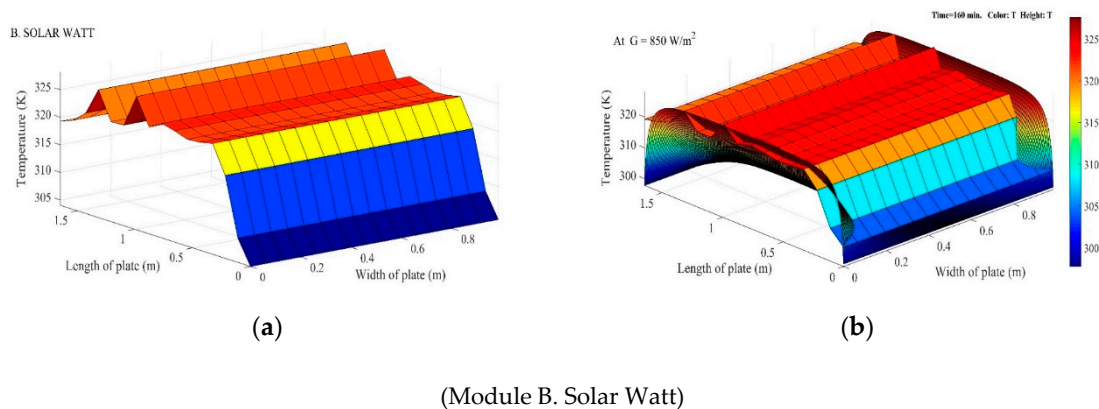 B. SOLAR WATT
Temperature (K)
325
320
315
310
305
1.5
1
0.5
0
Length of plate (m)
0
0.2
0.4
0.6
0.8
Width of plate (m)
(a)
Time=160 min. Color: T Height: T
At G = 850 W/m²
Temperature (K)
320
310
300
1.5
1
0.5
0
Length of plate (m)
0
0.2
0.4
0.6
0.8
Width of plate (m)
325
320
315
310
305
300
(b)
(Module B. Solar Watt)